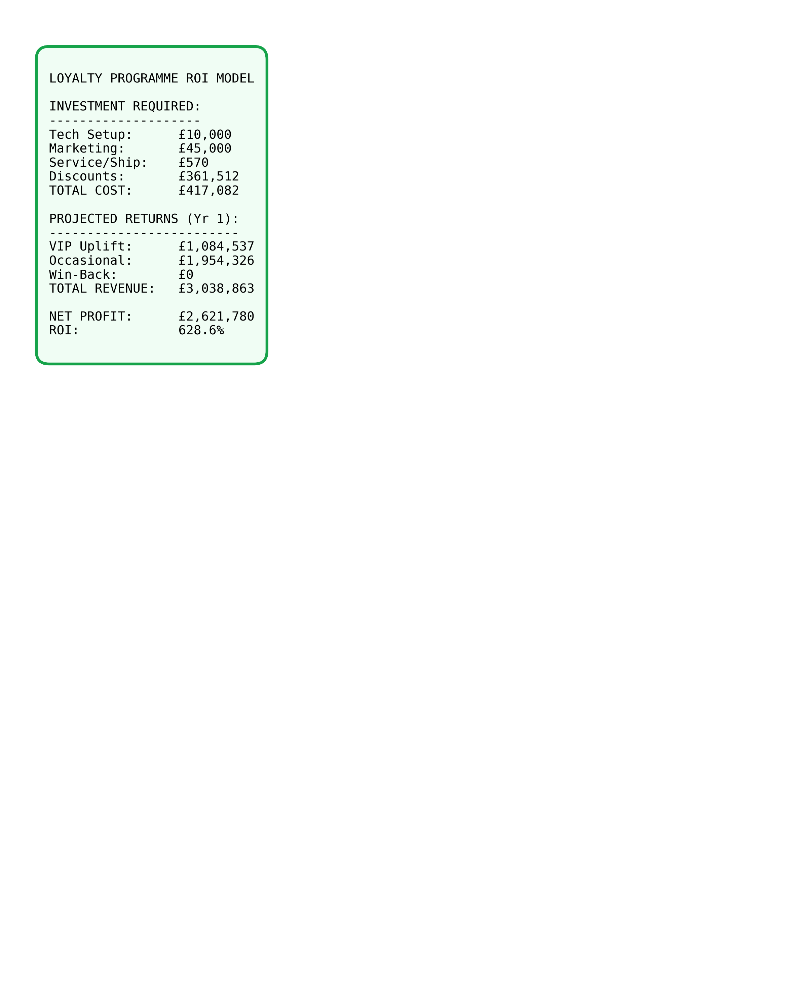 LOYALTY PROGRAMME ROI MODEL
INVESTMENT REQUIRED:
--------------------
Tech Setup:      £10,000
Marketing:       £45,000
Service/Ship:    £570
Discounts:       £361,512
TOTAL COST:      £417,082
PROJECTED RETURNS (Yr 1):
-------------------------
VIP Uplift:      £1,084,537
Occasional:      £1,954,326
Win-Back:        £0
TOTAL REVENUE:   £3,038,863
NET PROFIT:      £2,621,780
ROI:             628.6%